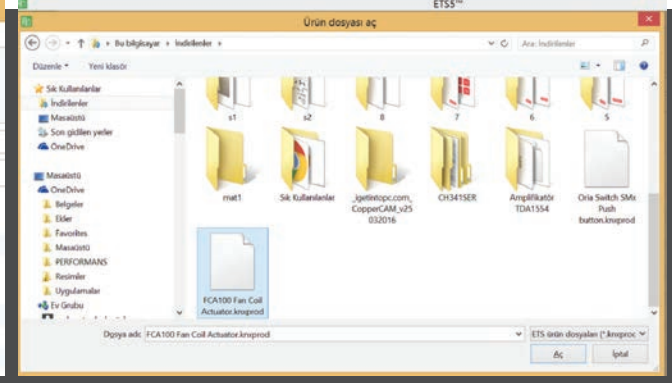 ETS5™
Ürün dosyası aç
Bu bilgisayar
İndirilenler
Ara: İndirilenler
Düzenle
Yeni klasör
Sık Kullanılanlar
İndirilenler
Masaüstü
Son gidilen yerler
OneDrive
Masaüstü
OneDrive
Belgeler
Ekler
Favorites
Masaüstü
PERFORMANS
Resimler
Uygulamalar
Ev Grubu
s1
s2
8
7
6
5
mat1
Sık Kullanılanlar
_igetintopc.com_
CopperCAM_v25
032016
CH341SER
Amplifikatör
TDA1554
Oria Switch SMx
Push
button.knxprod
FCA100 Fan Coil
Actuator.knxprod
Dosya adı: FCA100 Fan Coil Actuator.knxprod
ETS ürün dosyaları (*.knxproc
Aç
İptal